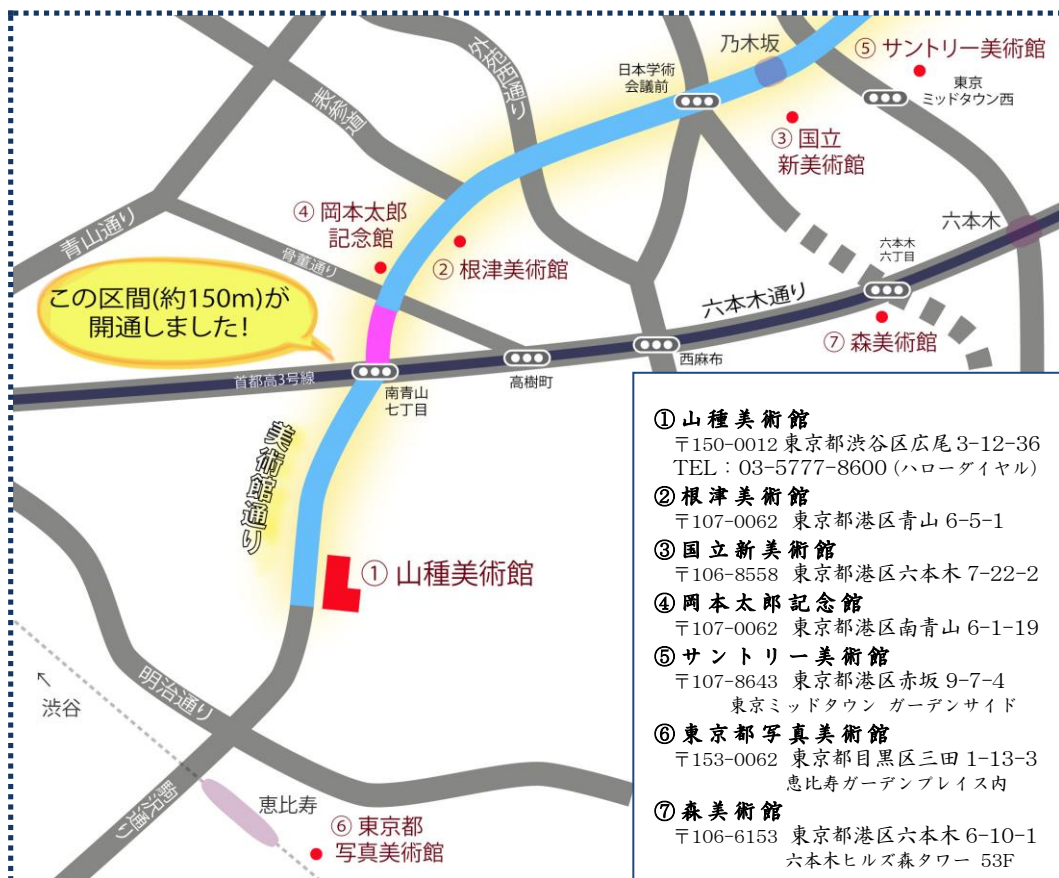 乃木坂
⑤ サントリー美術館
外苑西通り
日本学術
会議前
東京
ミッドタウン西
表参道
③ 国立
新美術館
④ 岡本太郎
記念館
六本木
青山通り
骨董通り
② 根津美術館
六本木
六丁目
この区間(約150m)が
開通しました!
六本木通り
⑦ 森美術館
首都高3号線
南青山
七丁目
高樹町
西麻布
美術館通り
① 山種美術館
明治通り
↖
渋谷
駒沢通り
恵比寿
⑥ 東京都
写真美術館
①山種美術館
〒150-0012 東京都渋谷区広尾 3-12-36
TEL:03-5777-8600 (ハローダイヤル)
②根津美術館
〒107-0062 東京都港区青山 6-5-1
③国立新美術館
〒106-8558 東京都港区六本木 7-22-2
④岡本太郎記念館
〒107-0062 東京都港区南青山 6-1-19
⑤サントリー美術館
〒107-8643 東京都港区赤坂 9-7-4
東京ミッドタウン ガーデンサイド
⑥東京都写真美術館
〒153-0062 東京都目黒区三田 1-13-3
恵比寿ガーデンプレイス内
⑦森美術館
〒106-6153 東京都港区六本木 6-10-1
六本木ヒルズ森タワー 53F